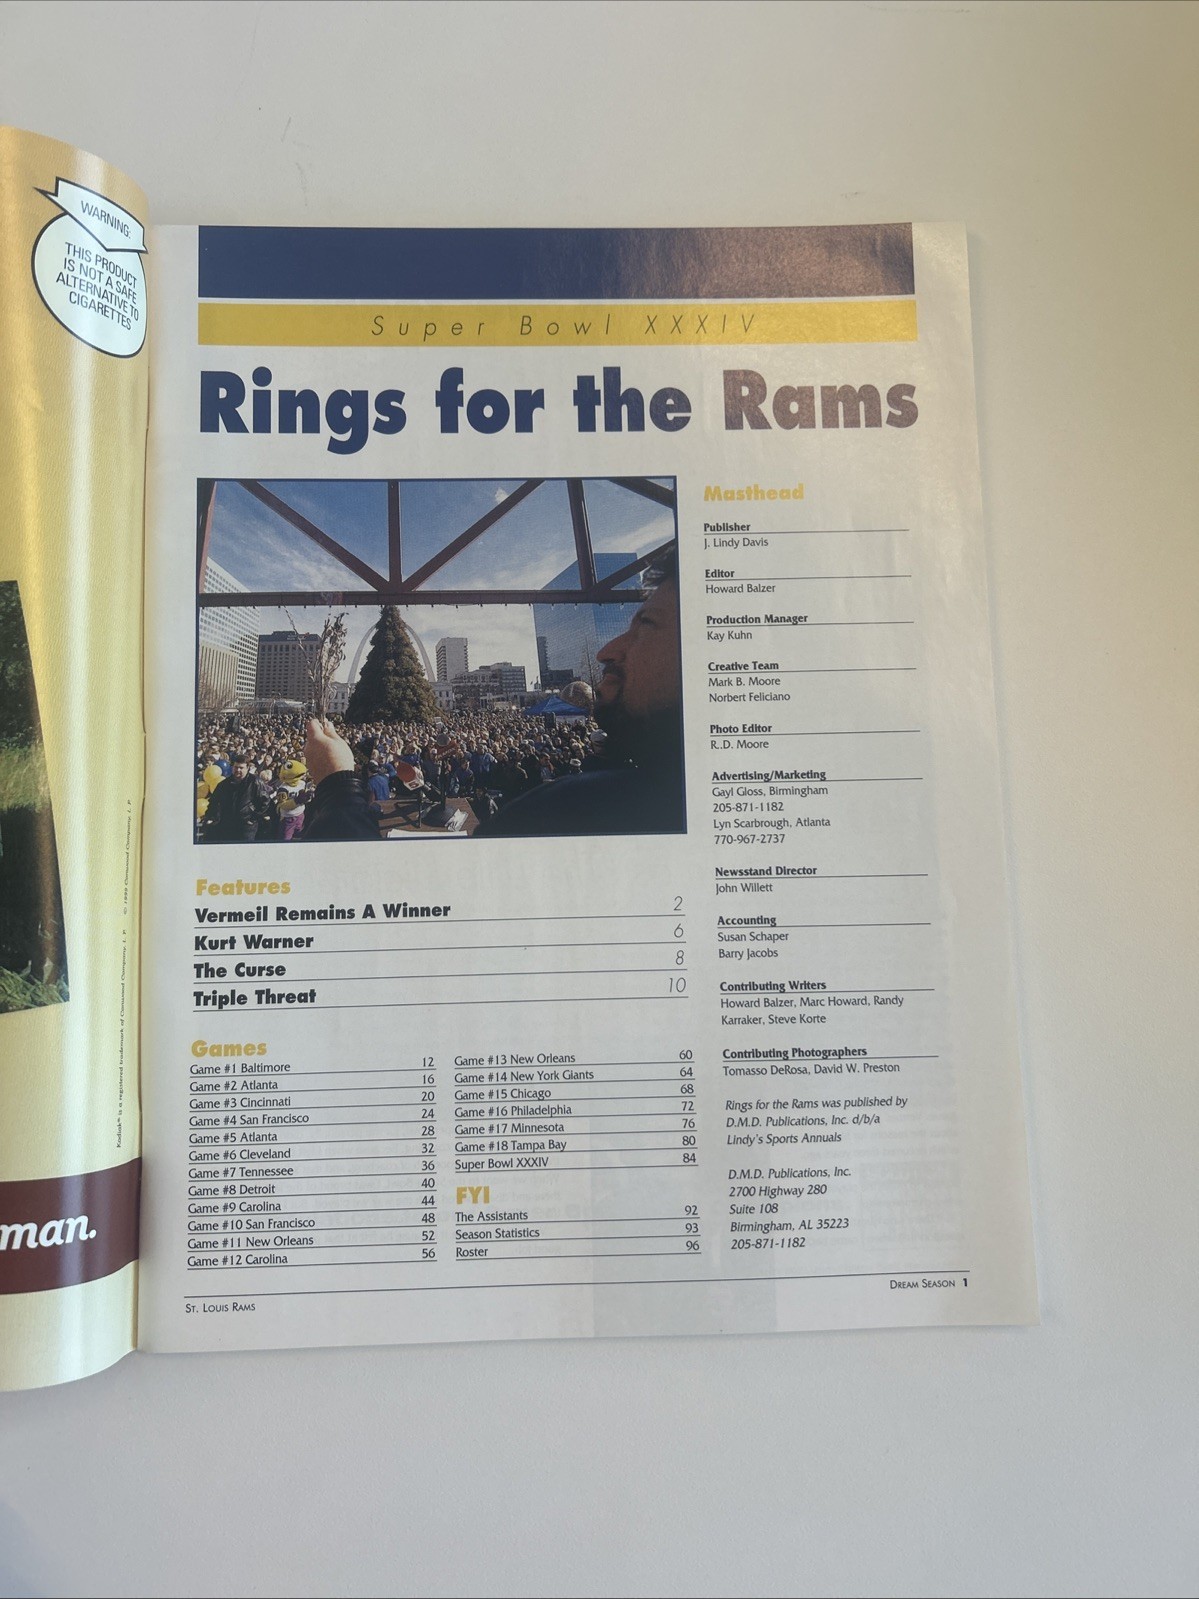 WARNING:
THIS PRODUCT
IS NOT A SAFE
ALTERNATIVE TO
CIGARETTES
man.
Super Bowl XXXIV
Rings for the Rams
Features
Vermeil Remains A Winner 2
Kurt Warner 6
The Curse 8
Triple Threat 10
Games
Game #1 Baltimore 12
Game #2 Atlanta 16
Game #3 Cincinnati 20
Game #4 San Francisco 24
Game #5 Atlanta 28
Game #6 Cleveland 32
Game #7 Tennessee 36
Game #8 Detroit 40
Game #9 Carolina 44
Game #10 San Francisco 48
Game #11 New Orleans 52
Game #12 Carolina 56
Game #13 New Orleans 60
Game #14 New York Giants 64
Game #15 Chicago 68
Game #16 Philadelphia 72
Game #17 Minnesota 76
Game #18 Tampa Bay 80
Super Bowl XXXIV 84
FYI
The Assistants 92
Season Statistics 93
Roster 96
Masthead
Publisher
J. Lindy Davis
Editor
Howard Balzer
Production Manager
Kay Kuhn
Creative Team
Mark B. Moore
Norbert Feliciano
Photo Editor
R..D. Moore
Advertising/Marketing
Gayl Gloss, Birmingham
205-871-1182
Lyn Scarbrough, Atlanta
770-967-2737
Newsstand Director
John Willett
Accounting
Susan Schaper
Barry Jacobs
Contributing Writers
Howard Balzer, Marc Howard, Randy
Karraker, Steve Korte
Contributing Photographers
Tomasso DeRosa, David W. Preston
Rings for the Rams was published by
D.M.D. Publications, Inc. d/b/a
Lindy's Sports Annuals
D.M.D. Publications, Inc.
2700 Highway 280
Suite 108
Birmingham, AL 35223
205-871-1182
St. Louis Rams
Dream Season 1